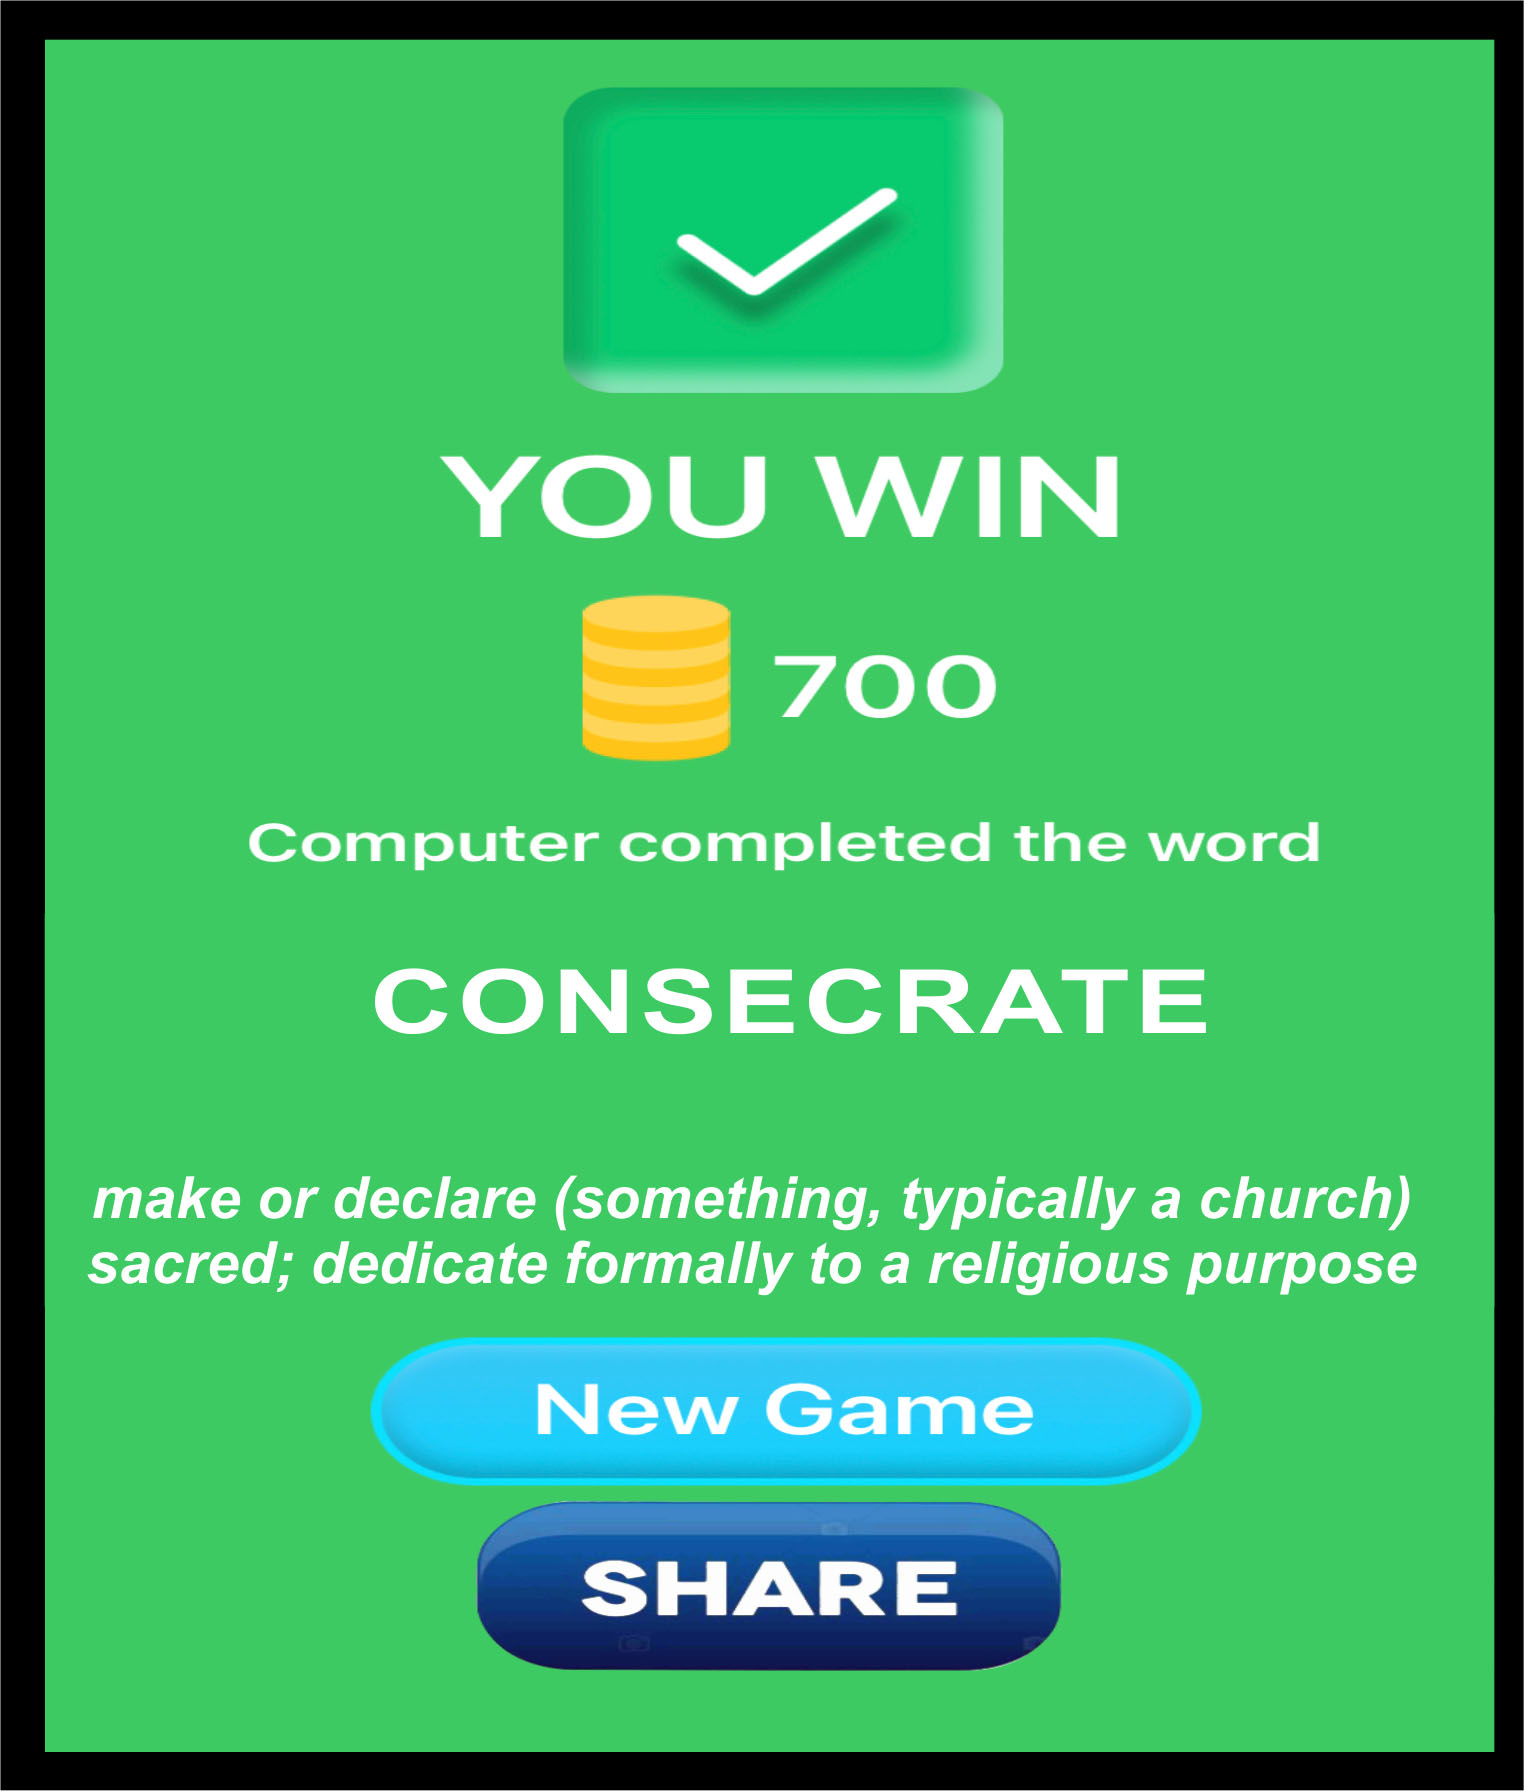 YOU WIN
700
Computer completed the word
CONSECRATE
make or declare (something, typically a church)
sacred; dedicate formally to a religious purpose
New Game
SHARE